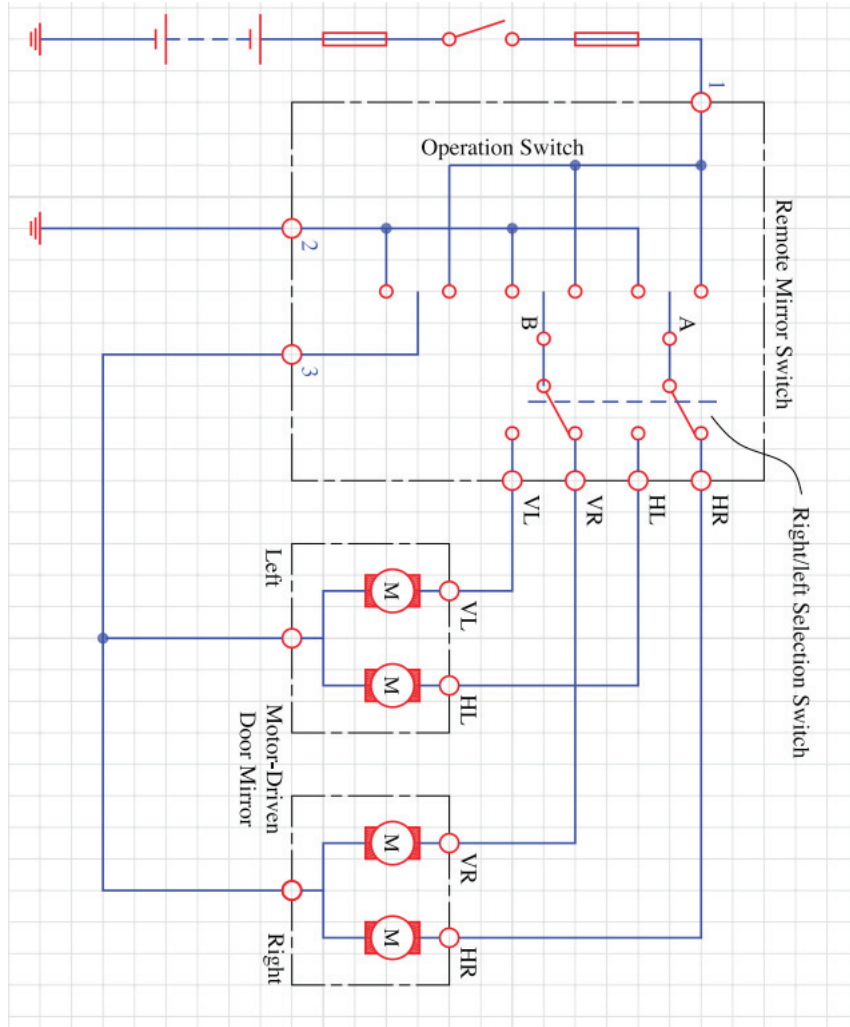 1
Operation Switch
Remote Mirror Switch
2
A
B
3
VL
VR
HL
HR
Right/left Selection Switch
Left
M
VL
M
HL
Motor-Driven
Door Mirror
M
VR
M
HR
Right